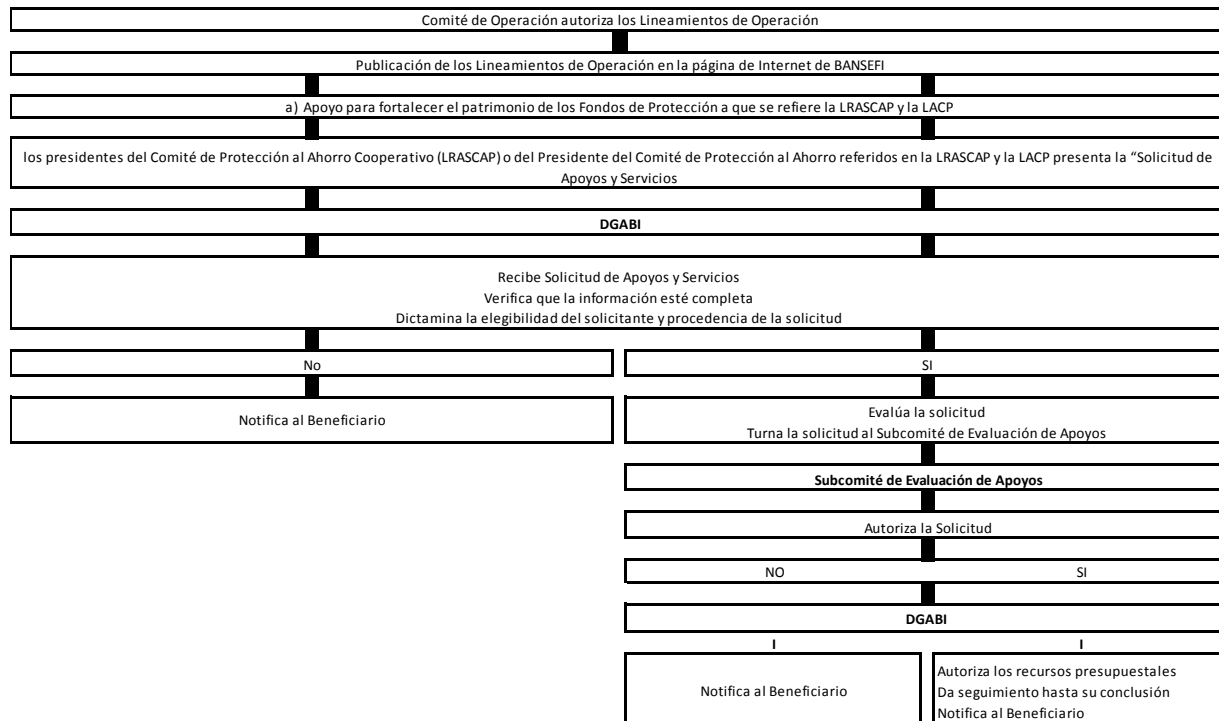 Comité de Operación autoriza los Lineamientos de Operación
Publicación de los Lineamientos de Operación en la página de Internet de BANSEFI
a) Apoyo para fortalecer el patrimonio de los Fondos de Protección a que se refiere la LRASCAP y la LACP
los presidentes del Comité de Protección al Ahorro Cooperativo (LRASCAP) o del Presidente del Comité de Protección al Ahorro referidos en la LRASCAP y la LACP presenta la “Solicitud de
Apoyos y Servicios
DGABI
Recibe Solicitud de Apoyos y Servicios
Verifica que la información esté completa
Dictamina la elegibilidad del solicitante y procedencia de la solicitud
No
SI
Notifica al Beneficiario
Evalúa la solicitud
Turna la solicitud al Subcomité de Evaluación de Apoyos
Subcomité de Evaluación de Apoyos
Autoriza la Solicitud
NO
SI
DGABI
I
I
Notifica al Beneficiario
Autoriza los recursos presupuestales
Da seguimiento hasta su conclusión
Notifica al Beneficiario